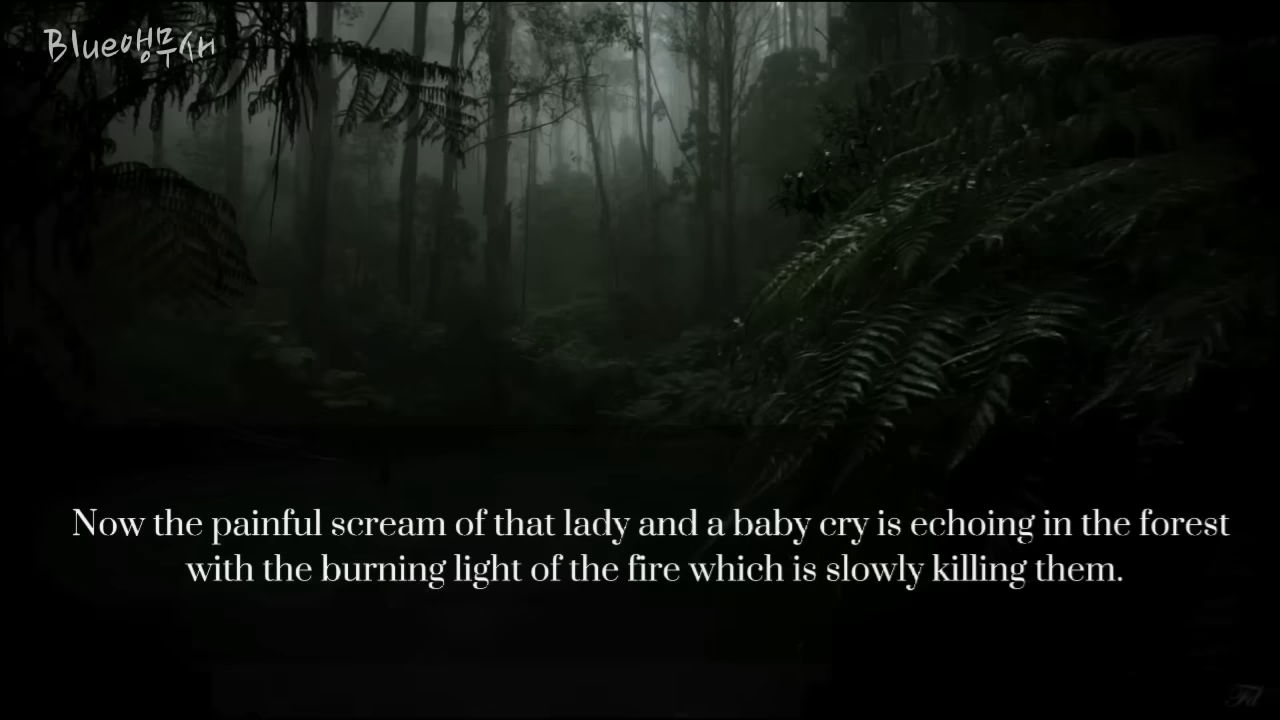 Blue앵무새
Now the painful scream of that lady and a baby cry is echoing in the forest
with the burning light of the fire which is slowly killing them.